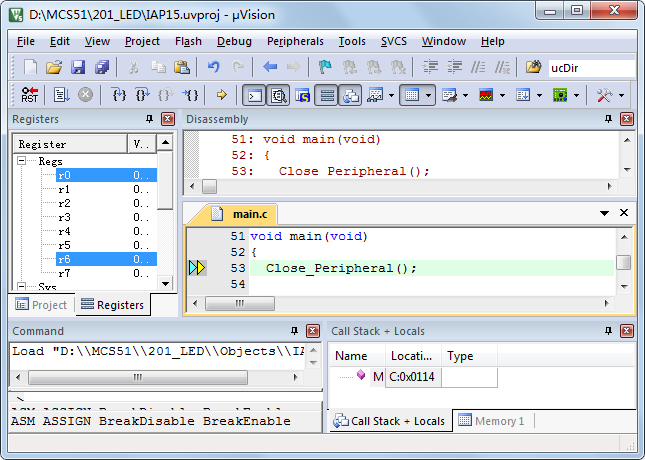 D:\MCS51\201_LED\IAP15.uvproj - µVision
File Edit View Project Flash Debug Peripherals Tools SVCS Window Help
ucDir
RST
Registers
Register V..
Regs
r0 0..
r1 0..
r2 0..
r3 0..
r4 0..
r5 0..
r6 0..
r7 0..
Sys
Project Registers
Disassembly
51: void main(void)
52: {
53: Close_Peripheral();
main.c
51 void main(void)
52 {
53 Close_Peripheral();
54
Command
Load "D:\\MCS51\\201_LED\\Objects\\IA
>
ASM ASSIGN BreakDisable BreakEnable
Call Stack + Locals
Name Locati... Type
M C:0x0114
Call Stack + Locals Memory 1